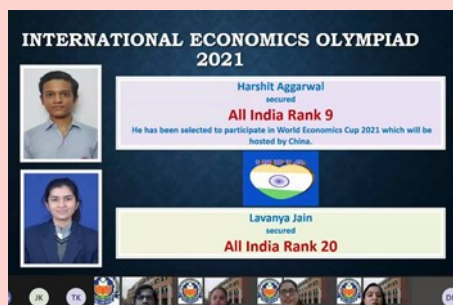 INTERNATIONAL ECONOMICS OLYMPIAD
2021
Harshit Aggarwal
secured
All India Rank 9
He has been selected to participate in World Economics Cup 2021 which will be
hosted by China.
INDIA
Lavanya Jain
secured
All India Rank 20
JK
TK